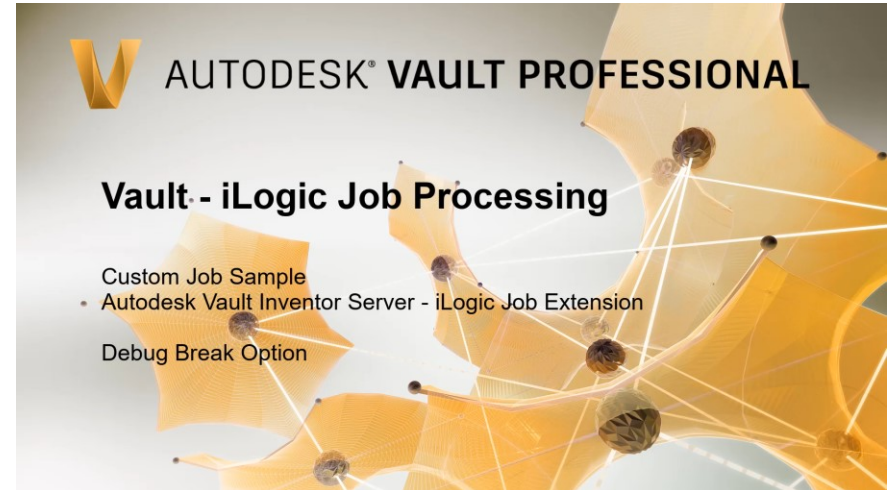 AUTODESK® VAULT PROFESSIONAL
Vault - iLogic Job Processing
Custom Job Sample
Autodesk Vault Inventor Server - iLogic Job Extension
Debug Break Option